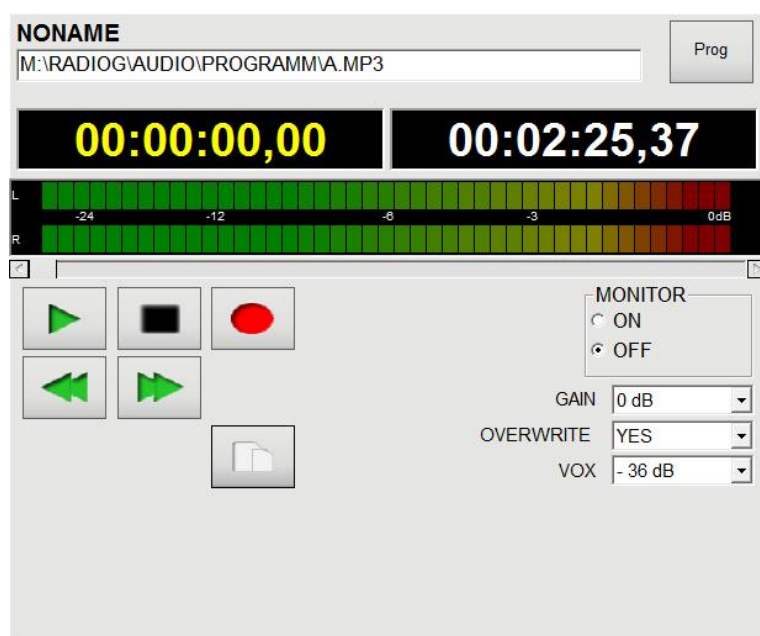 NONAME
Prog
M:\RADIOG\AUDIO\PROGRAMM\A.MP3
00:00:00,00
00:02:25,37
L
-24 -12 -6 -3 0dB
R
MONITOR
ON
OFF
GAIN 0 dB
OVERWRITE YES
VOX - 36 dB